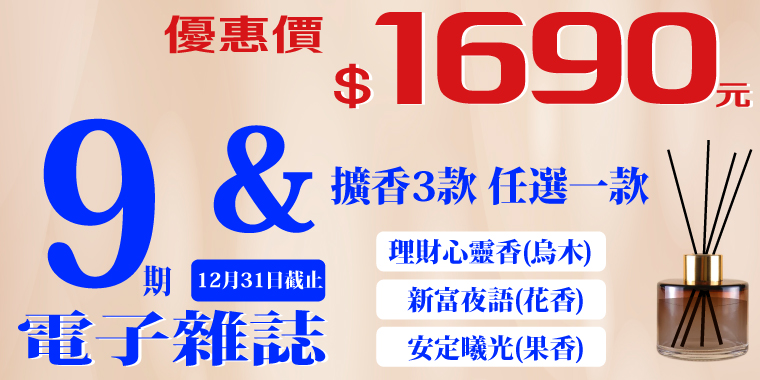 優惠價
$1690元
9期
&
擴香3款 任選一款
12月31日截止
電子雜誌
理財心靈香(烏木)
新富夜語(花香)
安定曦光(果香)